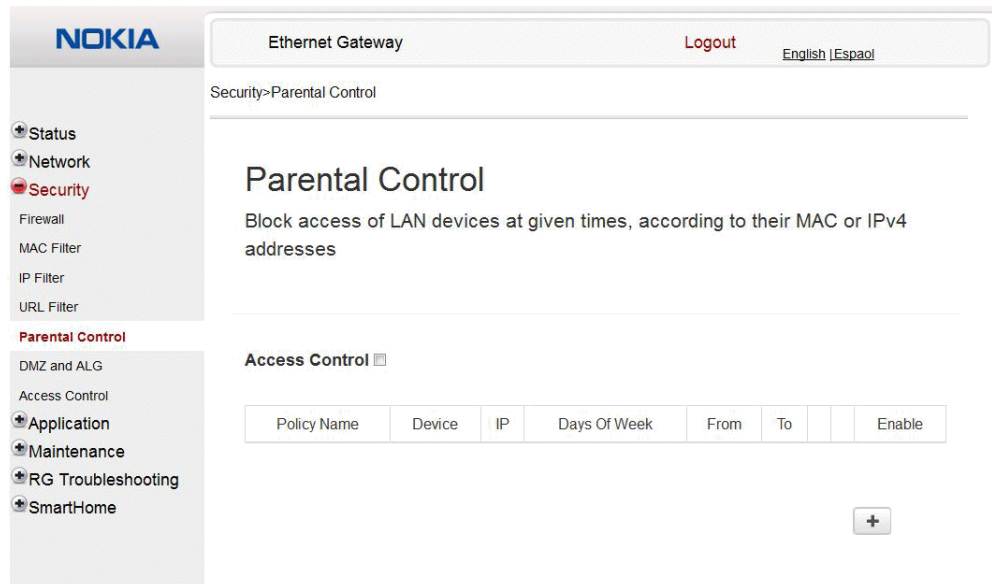 NOKIA
Ethernet Gateway
Logout
English | Espaol
Security>Parental Control
Status
Network
Security
Firewall
MAC Filter
IP Filter
URL Filter
Parental Control
DMZ and ALG
Access Control
Application
Maintenance
RG Troubleshooting
SmartHome
Parental Control
Block access of LAN devices at given times, according to their MAC or IPv4
addresses
Access Control
Policy Name Device IP Days Of Week From To Enable
+